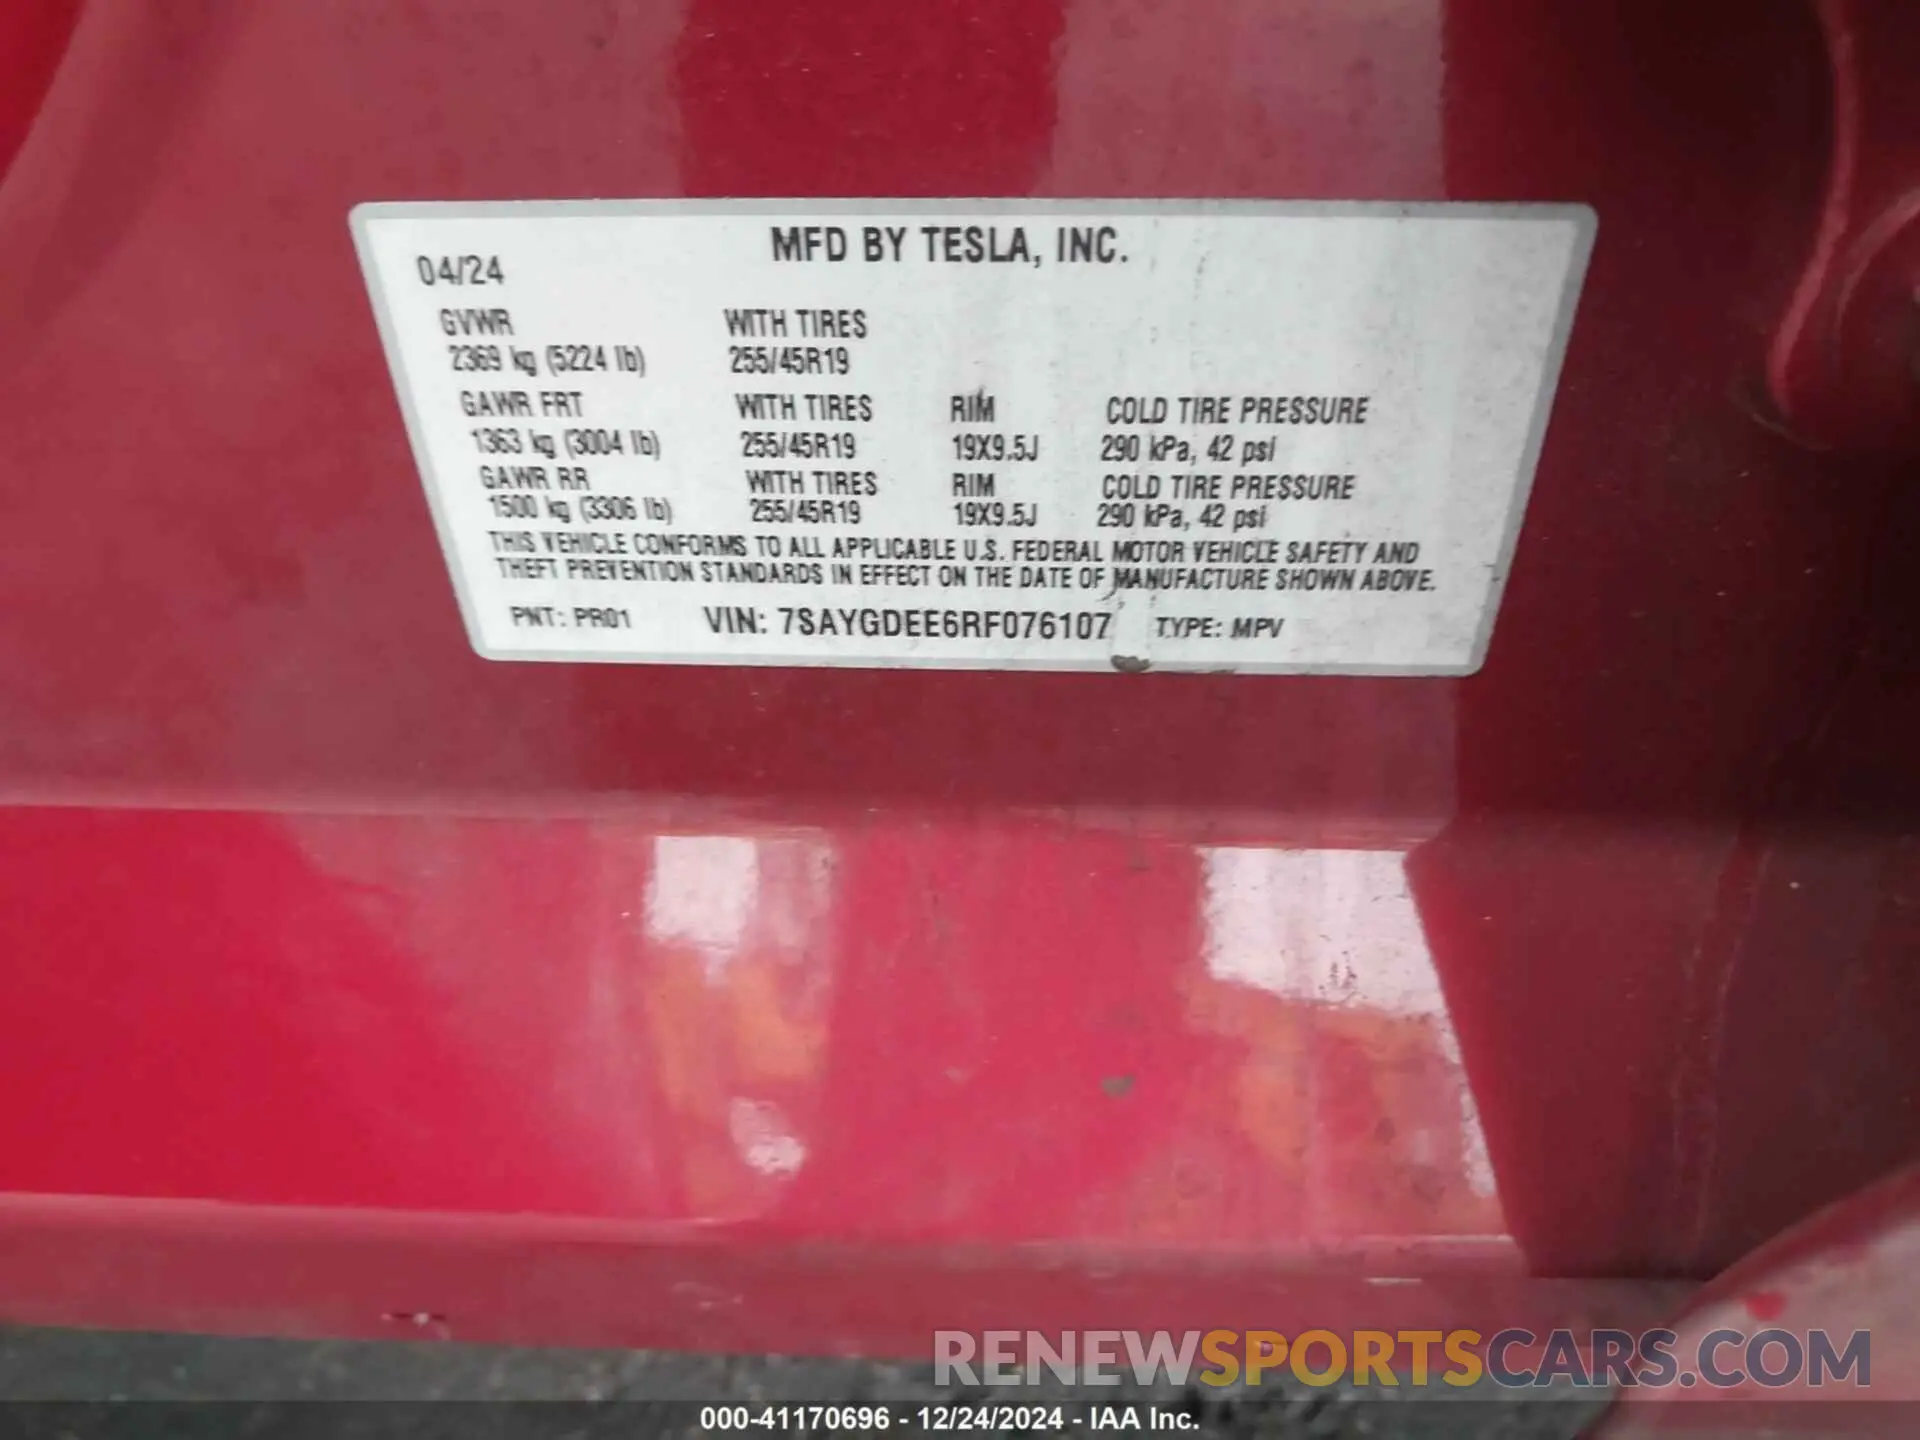 MFD BY TESLA, INC.
04/24
GVWR WITH TIRES
2369 kg (5224 lb) 255/45R19
GAWR FRT WITH TIRES RIM COLD TIRE PRESSURE
1363 kg (3004 lb) 255/45R19 19X9.5J 290 kPa, 42 psi
GAWR RR WITH TIRES RIM COLD TIRE PRESSURE
1500 kg (3306 lb) 255/45R19 19X9.5J 290 kPa, 42 psi
THIS VEHICLE CONFORMS TO ALL APPLICABLE U.S. FEDERAL MOTOR VEHICLE SAFETY AND
THEFT PREVENTION STANDARDS IN EFFECT ON THE DATE OF MANUFACTURE SHOWN ABOVE.
PNT: PR01 VIN: 7SAYGDEE6RF076107 TYPE: MPV
RENEWSPORTSCARS.COM
000-41170696 - 12/24/2024 - IAA Inc.